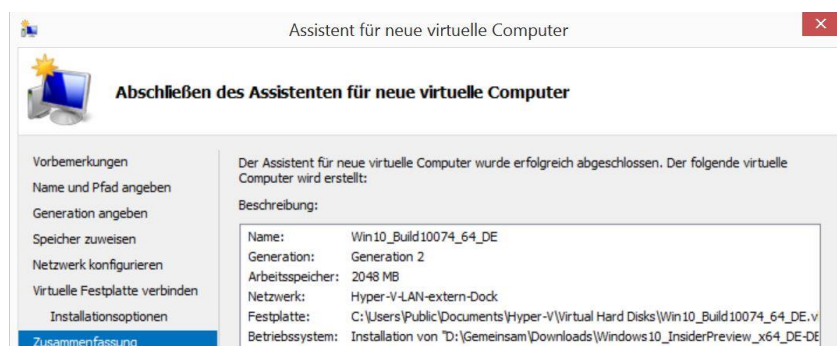 Assistent für neue virtuelle Computer
Abschließen des Assistenten für neue virtuelle Computer
Vorbemerkungen
Name und Pfad angeben
Generation angeben
Speicher zuweisen
Netzwerk konfigurieren
Virtuelle Festplatte verbinden
Installationsoptionen
Zusammenfassung
Der Assistent für neue virtuelle Computer wurde erfolgreich abgeschlossen. Der folgende virtuelle
Computer wird erstellt:
Beschreibung:
Name: Win10_Build10074_64_DE
Generation: Generation 2
Arbeitsspeicher: 2048 MB
Netzwerk: Hyper-V-LAN-extern-Dock
Festplatte: C:\Users\Public\Documents\Hyper-V\Virtual Hard Disks\Win10_Build10074_64_DE.v
Betriebssystem: Installation von "D:\Gemeinsam\Downloads\Windows10_InsiderPreview_x64_DE-DE